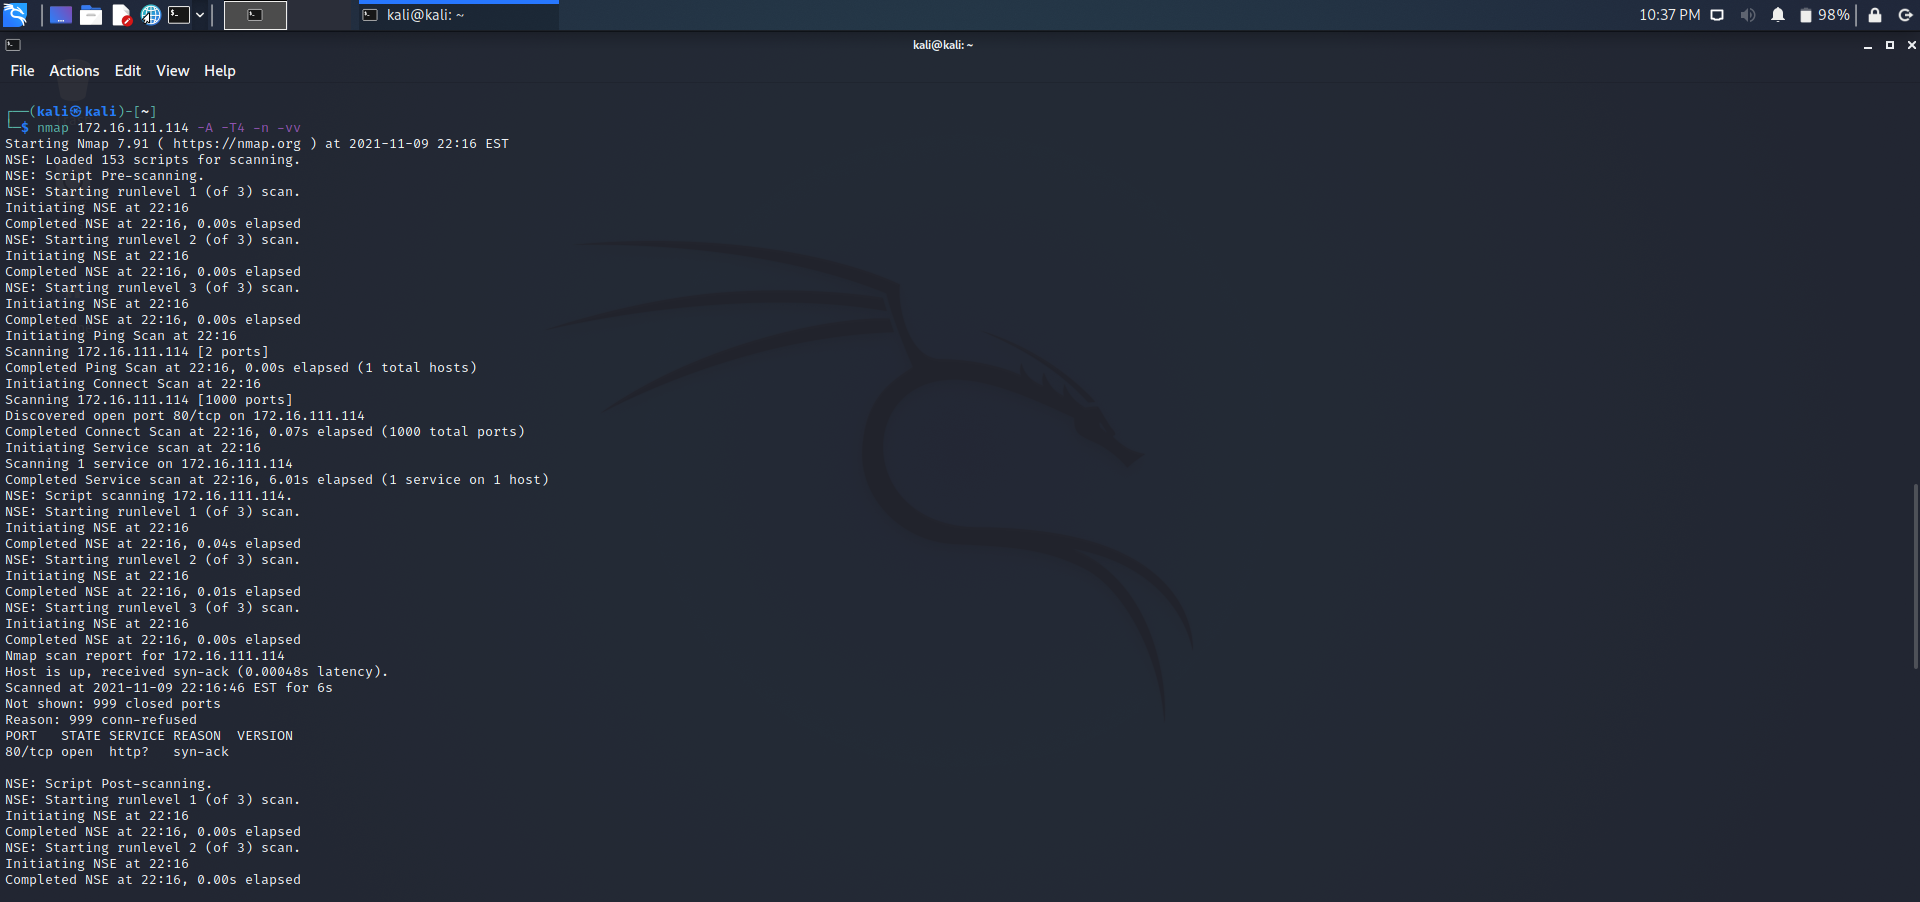 kali@kali: ~
10:37 PM
98%
kali@kali: ~
File Actions Edit View Help
(kali㉿kali)-[~]
$ nmap 172.16.111.114 -A -T4 -n -vv
Starting Nmap 7.91 ( https://nmap.org ) at 2021-11-09 22:16 EST
NSE: Loaded 153 scripts for scanning.
NSE: Script Pre-scanning.
NSE: Starting runlevel 1 (of 3) scan.
Initiating NSE at 22:16
Completed NSE at 22:16, 0.00s elapsed
NSE: Starting runlevel 2 (of 3) scan.
Initiating NSE at 22:16
Completed NSE at 22:16, 0.00s elapsed
NSE: Starting runlevel 3 (of 3) scan.
Initiating NSE at 22:16
Completed NSE at 22:16, 0.00s elapsed
Initiating Ping Scan at 22:16
Scanning 172.16.111.114 [2 ports]
Completed Ping Scan at 22:16, 0.00s elapsed (1 total hosts)
Initiating Connect Scan at 22:16
Scanning 172.16.111.114 [1000 ports]
Discovered open port 80/tcp on 172.16.111.114
Completed Connect Scan at 22:16, 0.07s elapsed (1000 total ports)
Initiating Service scan at 22:16
Scanning 1 service on 172.16.111.114
Completed Service scan at 22:16, 6.01s elapsed (1 service on 1 host)
NSE: Script scanning 172.16.111.114.
NSE: Starting runlevel 1 (of 3) scan.
Initiating NSE at 22:16
Completed NSE at 22:16, 0.04s elapsed
NSE: Starting runlevel 2 (of 3) scan.
Initiating NSE at 22:16
Completed NSE at 22:16, 0.01s elapsed
NSE: Starting runlevel 3 (of 3) scan.
Initiating NSE at 22:16
Completed NSE at 22:16, 0.00s elapsed
Nmap scan report for 172.16.111.114
Host is up, received syn-ack (0.00048s latency).
Scanned at 2021-11-09 22:16:46 EST for 6s
Not shown: 999 closed ports
Reason: 999 conn-refused
PORT STATE SERVICE REASON VERSION
80/tcp open http? syn-ack
NSE: Script Post-scanning.
NSE: Starting runlevel 1 (of 3) scan.
Initiating NSE at 22:16
Completed NSE at 22:16, 0.00s elapsed
NSE: Starting runlevel 2 (of 3) scan.
Initiating NSE at 22:16
Completed NSE at 22:16, 0.00s elapsed